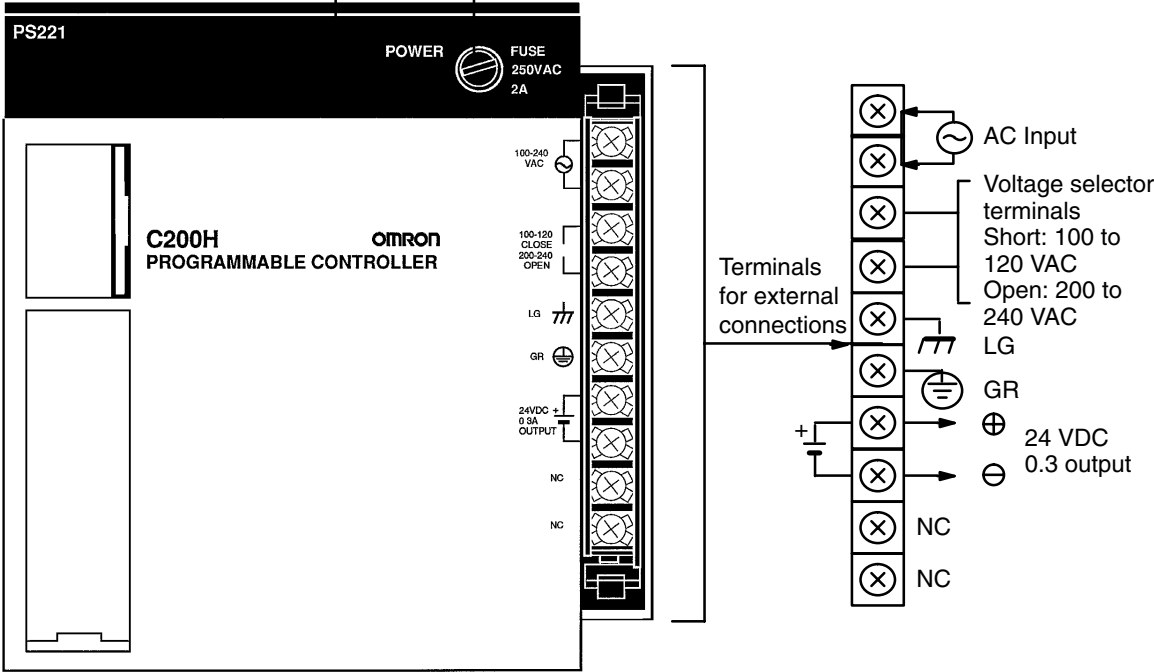 PS221
POWER
FUSE
250VAC
2A
100-240
VAC
C200H
OMRON
PROGRAMMABLE CONTROLLER
100-120
CLOSE
200-240
OPEN
LG
GR
24VDC +
0 3A
OUTPUT
NC
NC
Terminals
for external
connections
AC Input
Voltage selector
terminals
Short: 100 to
120 VAC
Open: 200 to
240 VAC
LG
GR
+
24 VDC
0.3 output
NC
NC